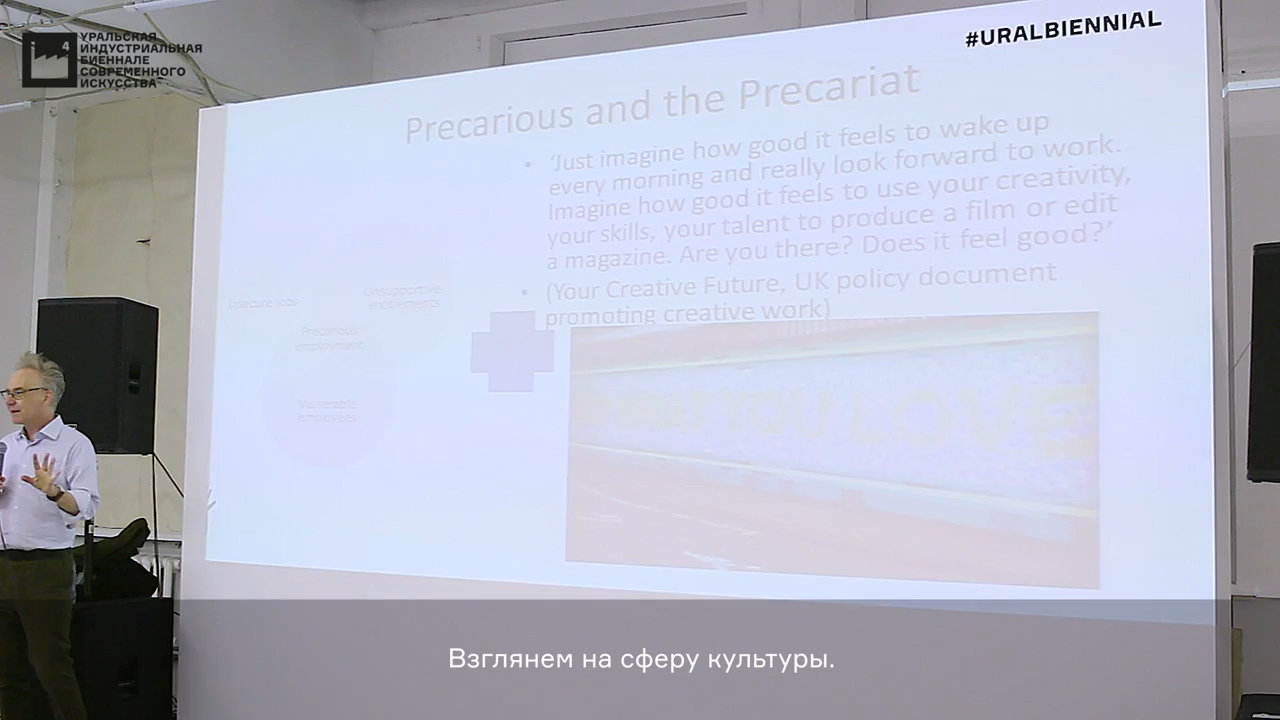 УРАЛЬСКАЯ
ИНДУСТРИАЛЬНАЯ
БИЕННАЛЕ
СОВРЕМЕННОГО
ИСКУССТВА
4
#URALBIENNIAL
Precarious and the Precariat
• 'Just imagine how good it feels to wake up
every morning and really look forward to work.
Imagine how good it feels to use your creativity,
your skills, your talent to produce a film or edit
a magazine. Are you there? Does it feel good?'
• (Your Creative Future, UK policy document
promoting creative work)
Insecure jobs
Unsupportive
Precarious
employment
Vulnerable
employees
LOVE
Взглянем на сферу культуры.